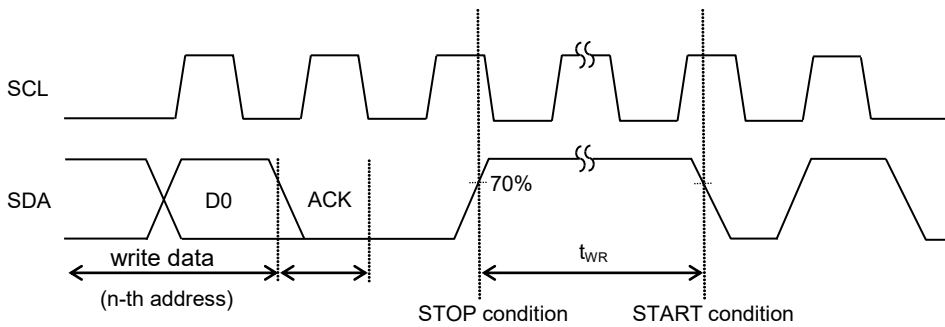 SCL
SDA
D0
ACK
70%
write data
(n-th address)
tWR
STOP condition
START condition